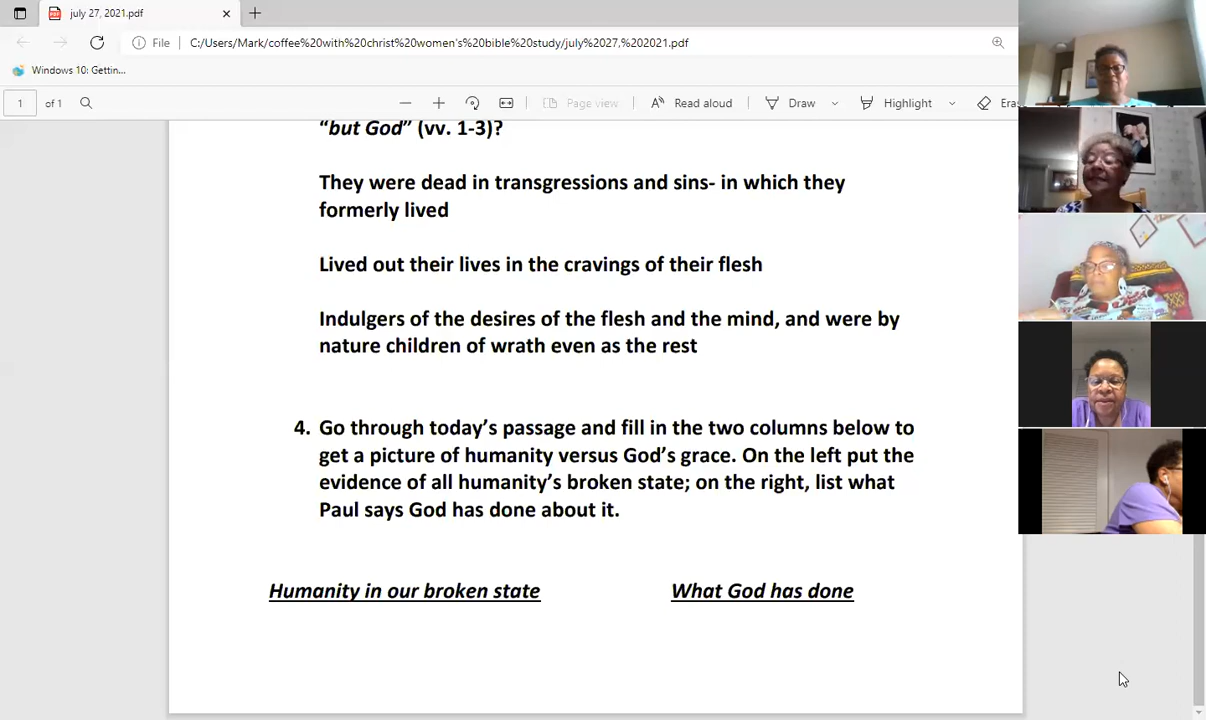 july 27, 2021.pdf
File C:/Users/Mark/coffee%20with%20christ%20women's%20bible%20study/july%2027,%202021.pdf
Windows 10: Gettin...
1 of 1 Page view Read aloud Draw Highlight Eras
“but God” (vv. 1-3)?
They were dead in transgressions and sins- in which they
formerly lived
Lived out their lives in the cravings of their flesh
Indulgers of the desires of the flesh and the mind, and were by
nature children of wrath even as the rest
4. Go through today’s passage and fill in the two columns below to
get a picture of humanity versus God’s grace. On the left put the
evidence of all humanity’s broken state; on the right, list what
Paul says God has done about it.
Humanity in our broken state What God has done